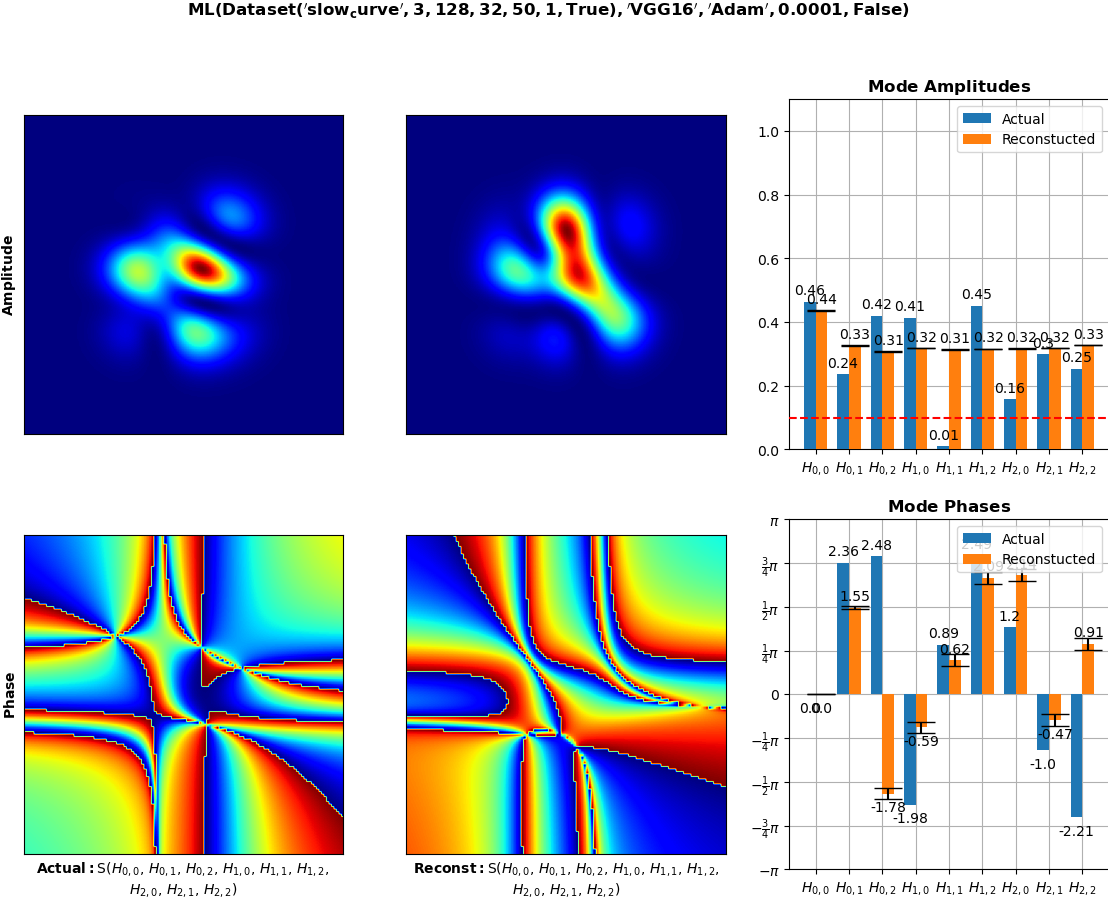 ML(Dataset('slow_curve', 3, 128, 32, 50, 1, True), 'VGG16', 'Adam', 0.0001, False)
Mode Amplitudes
Actual
Reconstucted
Amplitude
1.0
0.8
0.6
0.4
0.2
0.0
0.46 0.44 0.24 0.33 0.42 0.31 0.41 0.32 0.01 0.31 0.45 0.32 0.16 0.32 0.3 0.32 0.25 0.33
H0,0 H0,1 H0,2 H1,0 H1,1 H1,2 H2,0 H2,1 H2,2
Mode Phases
Actual
Reconstucted
Phase
π
3/4π
1/2π
1/4π
0
−1/4π
−1/2π
−3/4π
−π
0.0 0.0 2.36 1.55 2.48 -1.78 -1.98 -0.59 0.89 0.62 1.2 -1.0 -0.47 -2.21 0.91
H0,0 H0,1 H0,2 H1,0 H1,1 H1,2 H2,0 H2,1 H2,2
Actual: S(H0,0, H0,1, H0,2, H1,0, H1,1, H1,2,
H2,0, H2,1, H2,2)
Reconst: S(H0,0, H0,1, H0,2, H1,0, H1,1, H1,2,
H2,0, H2,1, H2,2)